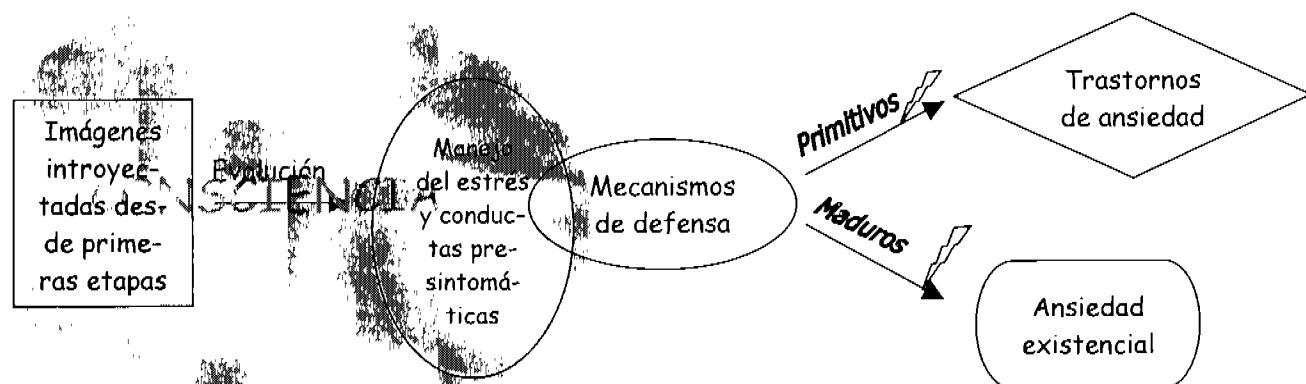 Imágenes
introyec-
tadas des-
de prime-
ras etapas
Evolución
Manejo
del estrés
y conduc-
tas pre-
sintomá-
ticas
Mecanismos
de defensa
Primitivos
Maduros
Trastornos
de ansiedad
Ansiedad
existencial